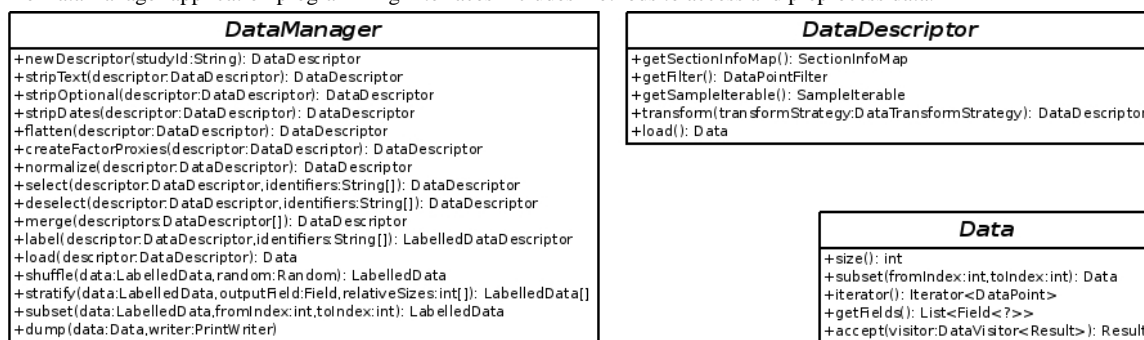 DataManager
+newDescriptor(studyId:String): DataDescriptor
+stripText(descriptor:DataDescriptor): DataDescriptor
+stripOptional(descriptor:DataDescriptor): DataDescriptor
+stripDates(descriptor:DataDescriptor): DataDescriptor
+flatten(descriptor:DataDescriptor): DataDescriptor
+createFactorProxies(descriptor:DataDescriptor): DataDescriptor
+normalize(descriptor:DataDescriptor): DataDescriptor
+select(descriptor:DataDescriptor,identifiers:String[]): DataDescriptor
+deselect(descriptor:DataDescriptor,identifiers:String[]): DataDescriptor
+merge(descriptors:DataDescriptor[]): DataDescriptor
+label(descriptor:DataDescriptor,identifiers:String[]): LabelledDataDescriptor
+load(descriptor:DataDescriptor): Data
+shuffle(data:LabelledData,random:Random): LabelledData
+stratify(data:LabelledData,outputField:Field,relativeSizes:int[]): LabelledData[]
+subset(data:LabelledData,fromIndex:int,toIndex:int): LabelledData
+dump(data:Data,writer:PrintWriter)
DataDescriptor
+getSectionInfoMap(): SectionInfoMap
+getFilter(): DataPointFilter
+getSampleIterable(): SampleIterable
+transform(transformStrategy:DataTransformStrategy): DataDescriptor
+load(): Data
Data
+size(): int
+subset(fromIndex:int,toIndex:int): Data
+iterator(): Iterator<DataPoint>
+getFields(): List<Field<?>>
+accept(visitor:DataVisitor<Result>): Result